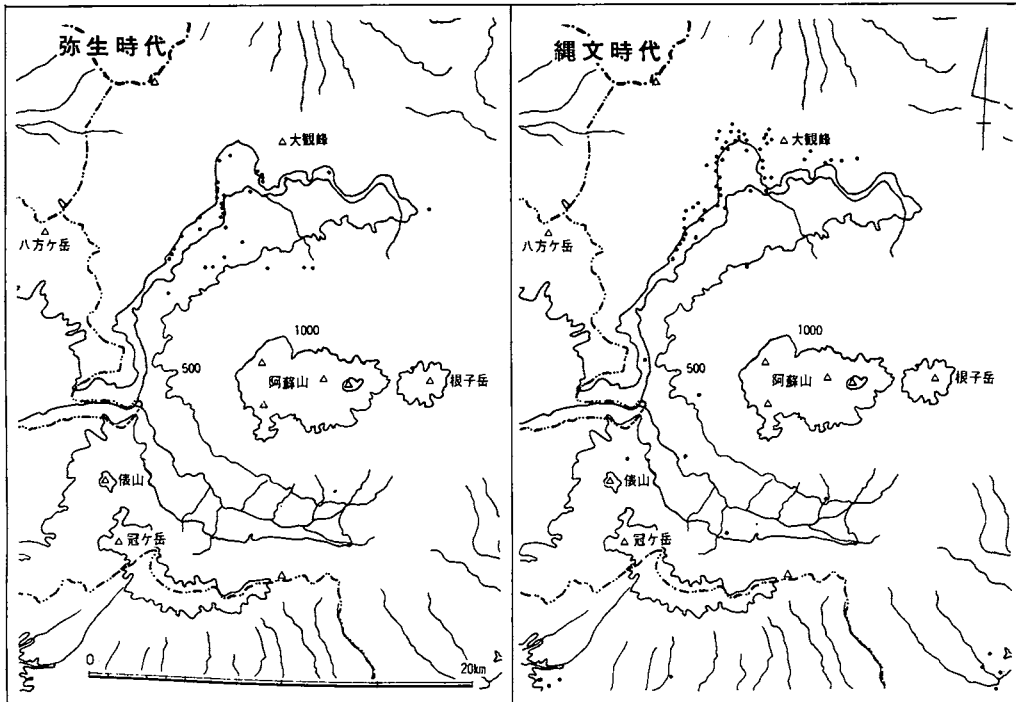 弥生時代
大観峰
八方ケ岳
1000
500
阿蘇山
根子岳
俵山
冠ケ岳
0
20km
縄文時代
大観峰
八方ケ岳
1000
500
阿蘇山
根子岳
俵山
冠ケ岳